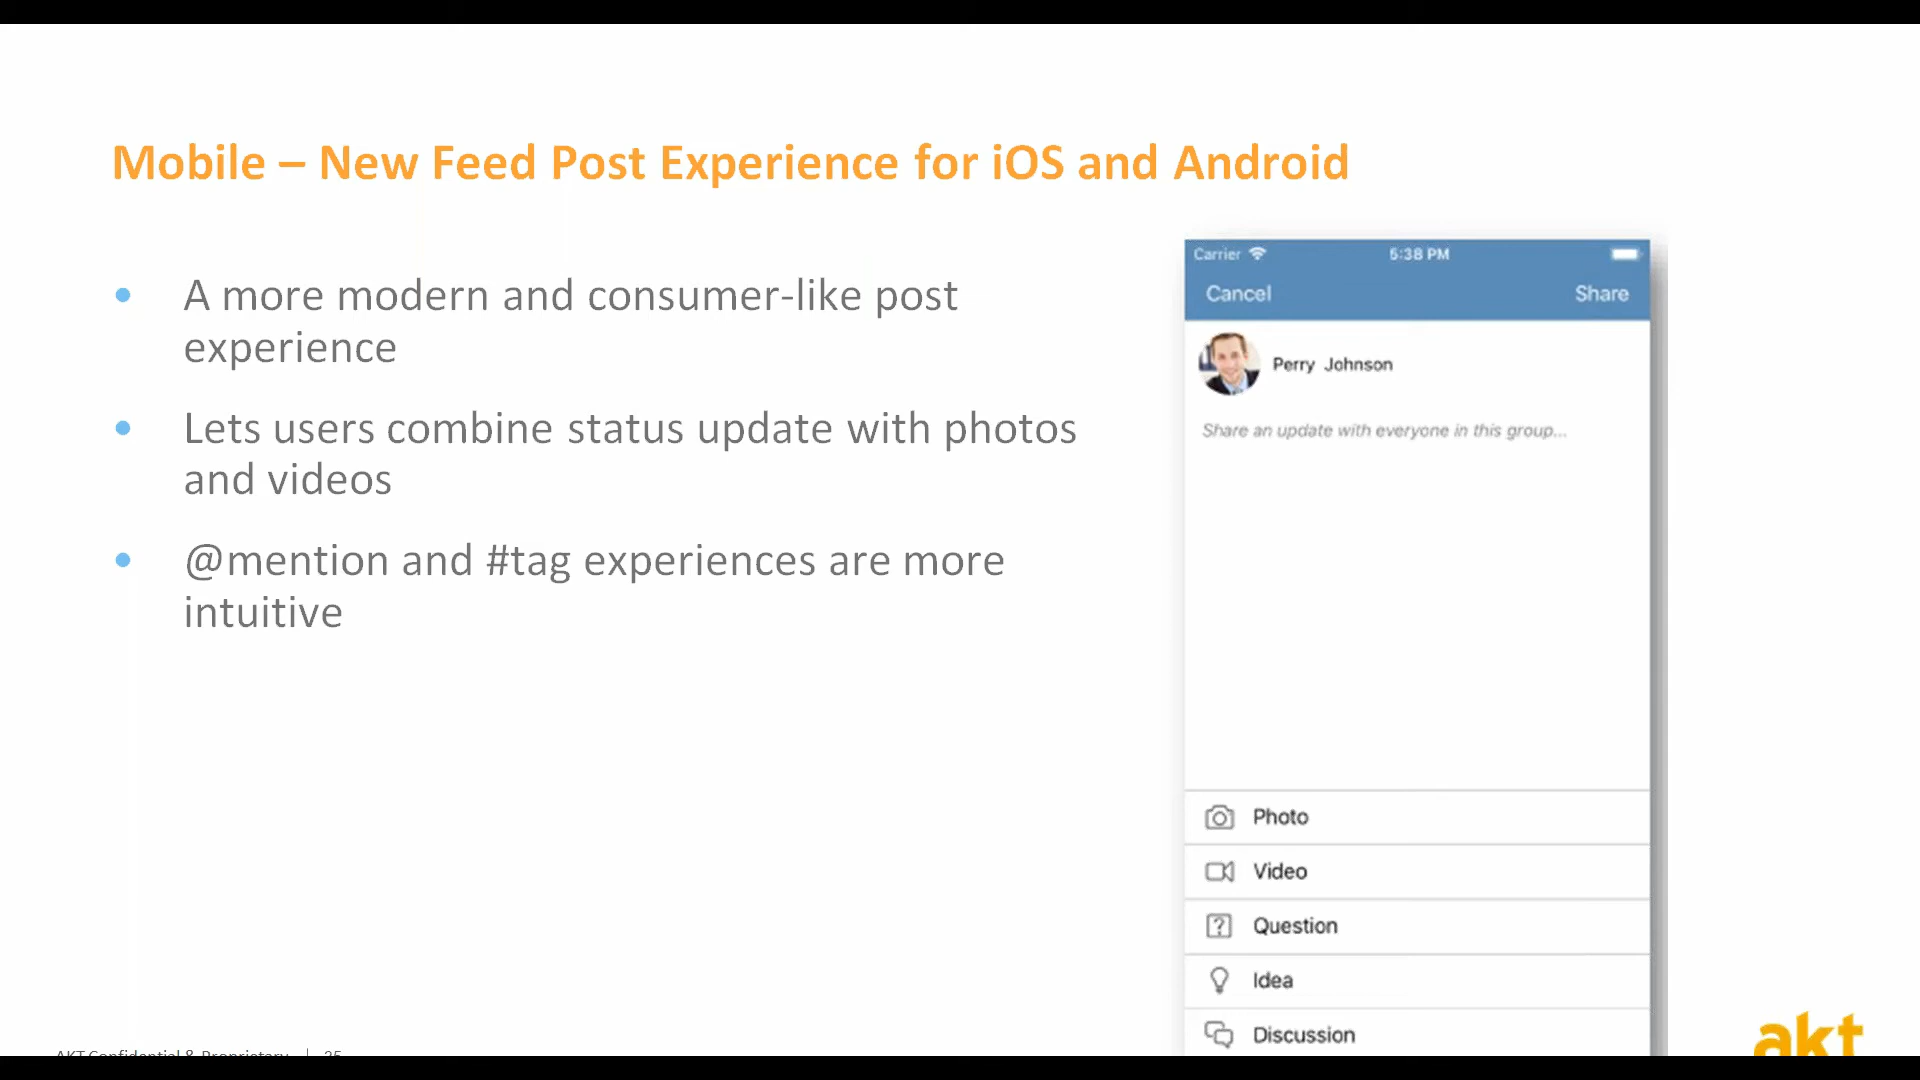 Mobile – New Feed Post Experience for iOS and Android
• A more modern and consumer-like post
experience
• Lets users combine status update with photos
and videos
• @mention and #tag experiences are more
intuitive
Carrier 5:38 PM
Cancel Share
Perry Johnson
Share an update with everyone in this group...
Photo
Video
Question
Idea
Discussion
AKT Confidential & Proprietary | 25
akt